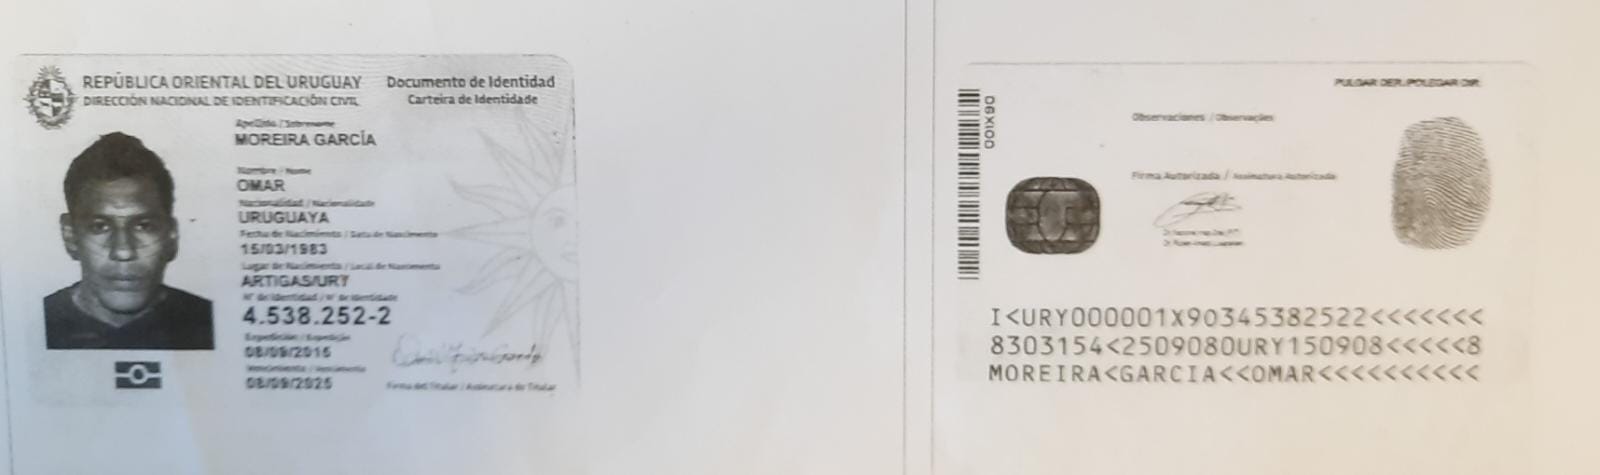 REPÚBLICA ORIENTAL DEL URUGUAY
DIRECCIÓN NACIONAL DE IDENTIFICACIÓN CIVIL
Documento de Identidad
Carteira de Identidade
Apellido / Sobrenome
MOREIRA GARCÍA
Nombre / Nome
OMAR
Nacionalidad / Nacionalidade
URUGUAYA
Fecha de Nacimiento / Data de Nascimento
15/03/1983
Lugar de Nacimiento / Local de Nascimento
ARTIGAS/URY
N° de Identidad / N° de Identidade
4.538.252-2
Expedición / Expedição
08/09/2015
Vencimiento / Vencimento
08/09/2025
Firma del Titular / Assinatura do Titular
PULGAR DER./POLEGAR DIR.
001X90
Observaciones / Observações
Firma Autorizada / Assinatura Autorizada
I<URY000001X90345382522<<<<<<<
8303154<2509080URY150908<<<<<8
MOREIRA<GARCIA<<OMAR<<<<<<<<<<